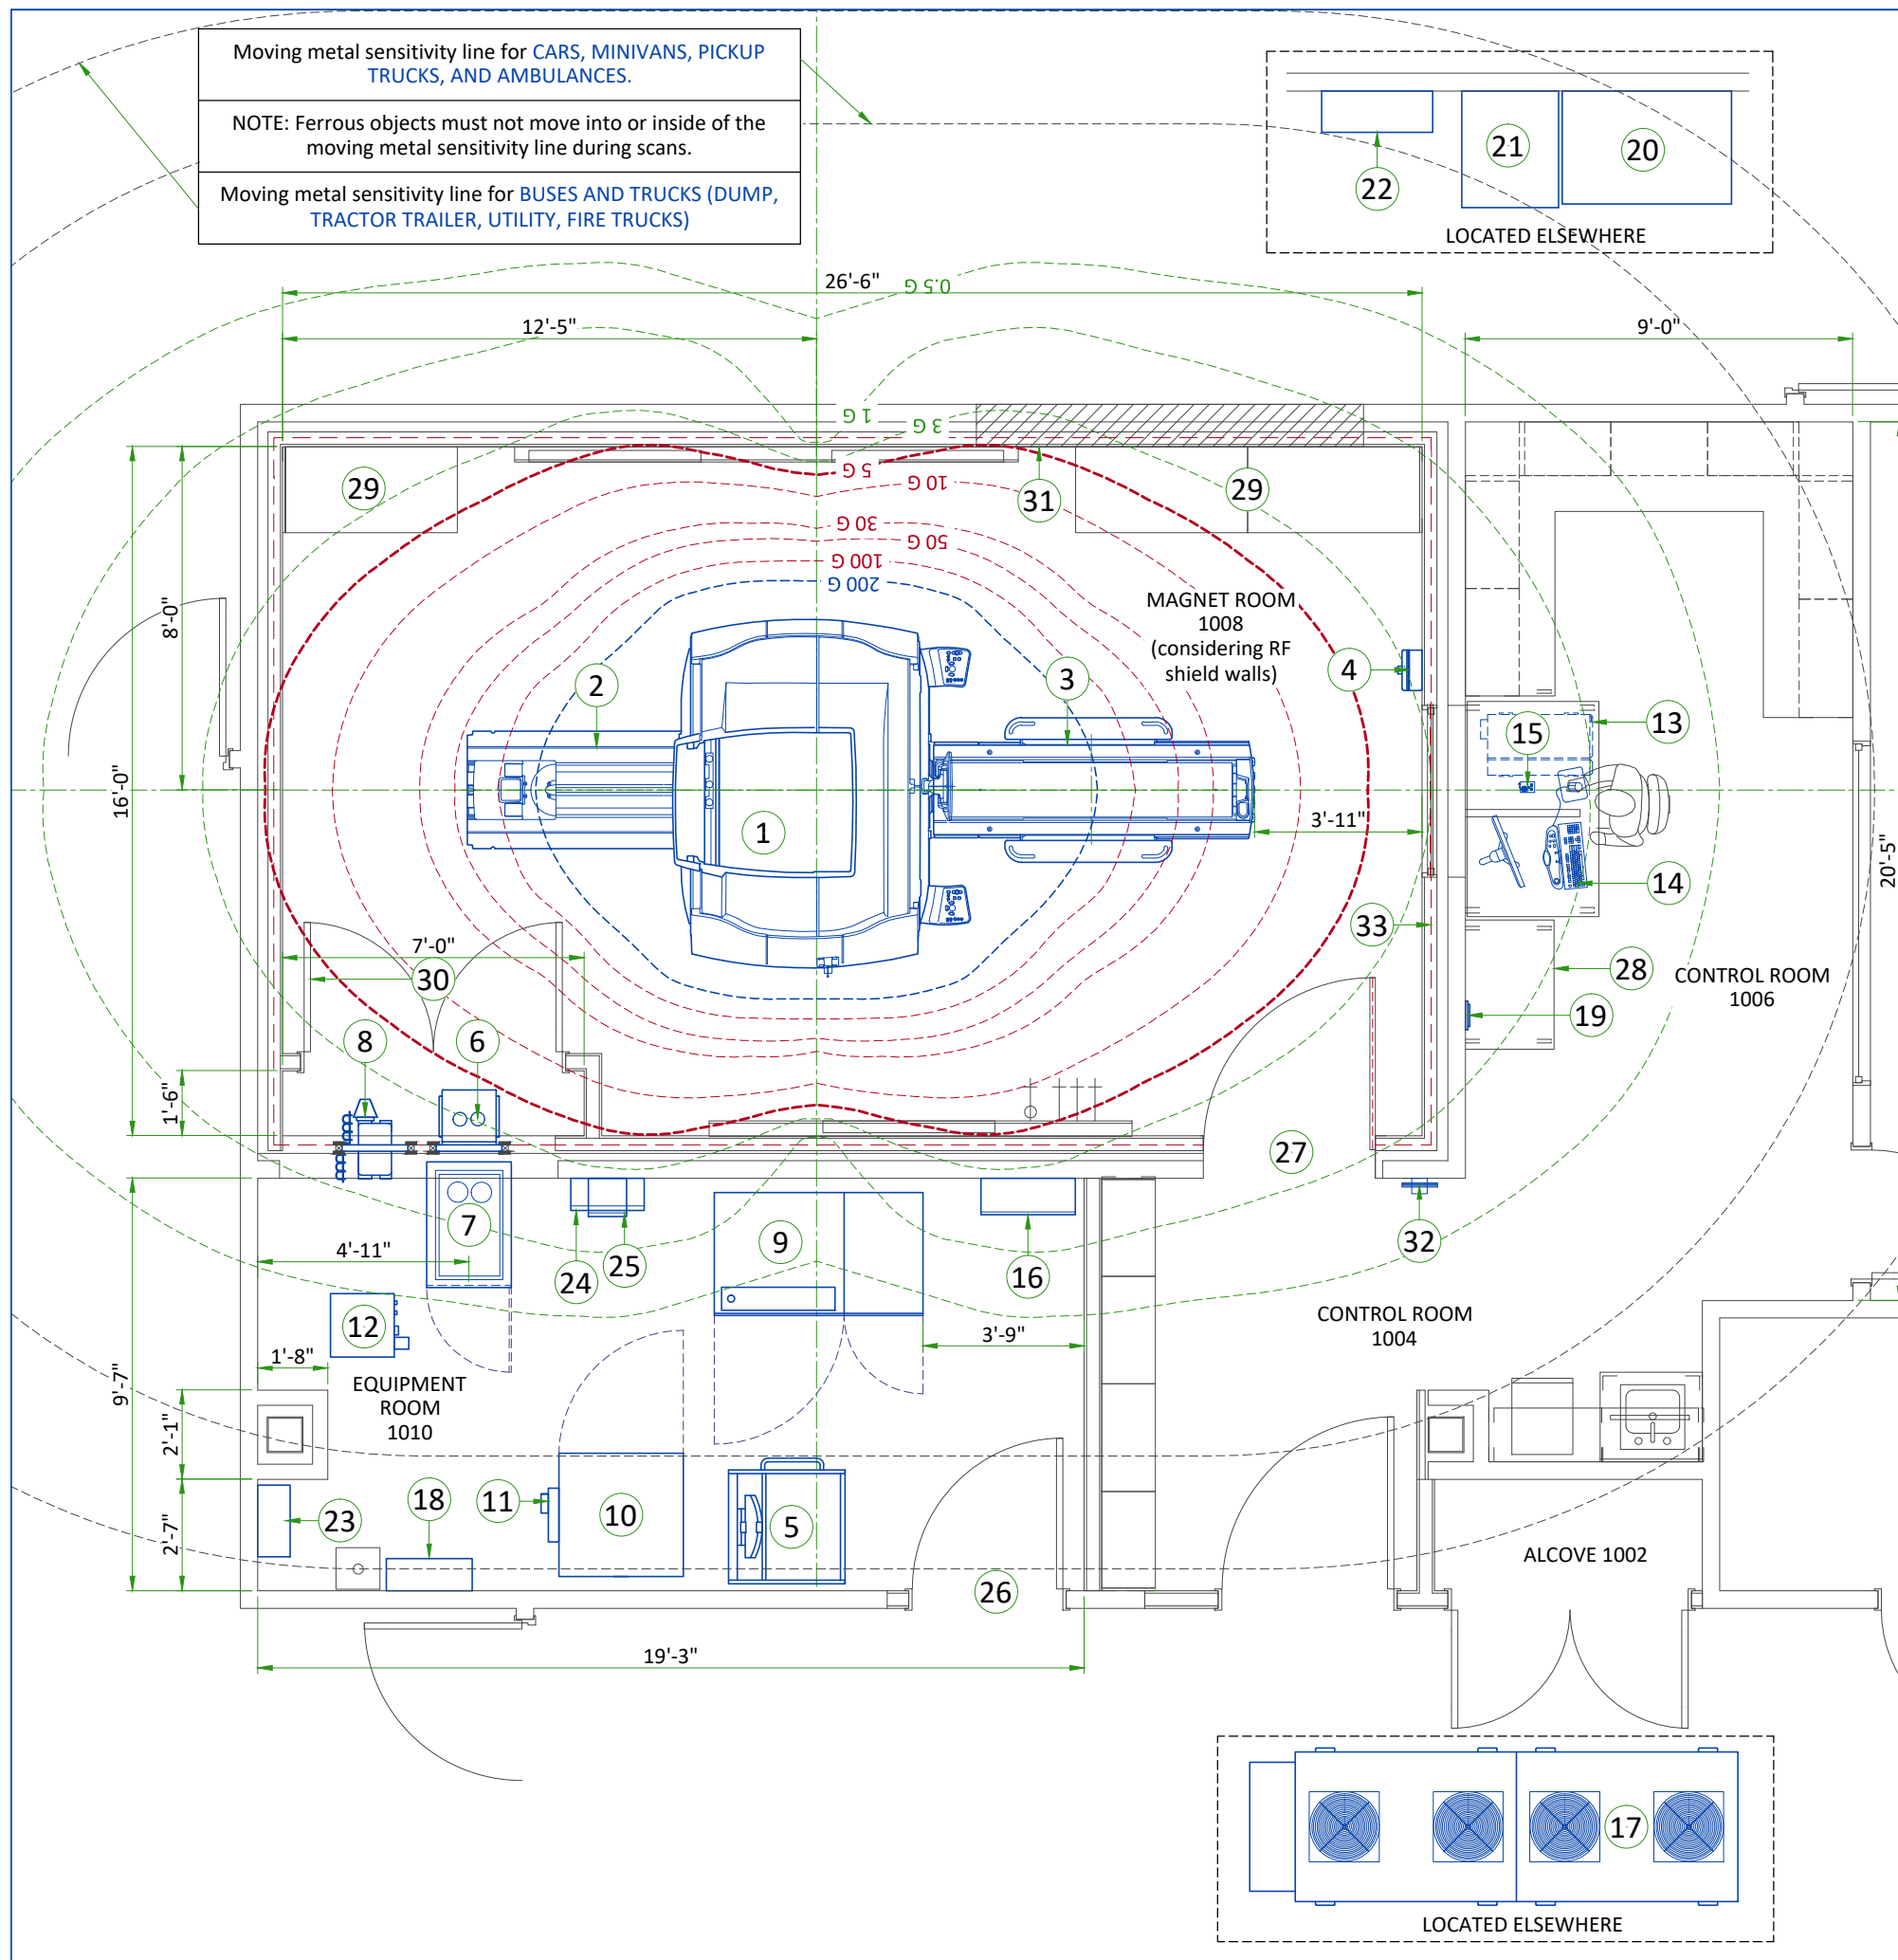 Moving metal sensitivity line for CARS, MINIVANS, PICKUP
TRUCKS, AND AMBULANCES.
NOTE: Ferrous objects must not move into or inside of the
moving metal sensitivity line during scans.
Moving metal sensitivity line for BUSES AND TRUCKS (DUMP,
TRACTOR TRAILER, UTILITY, FIRE TRUCKS)
22
21
20
LOCATED ELSEWHERE
26'-6"
0.5 G
12'-5"
9'-0"
1 G
3 G
5 G
10 G
30 G
50 G
100 G
200 G
29
31
29
8'-0"
16'-0"
MAGNET ROOM
1008
(considering RF
shield walls)
2
3
4
1
3'-11"
15
13
14
20'-5"
33
7'-0"
30
28
CONTROL ROOM
1006
19
8
6
1'-6"
27
32
7
4'-11"
24
25
9
16
12
1'-8"
3'-9"
CONTROL ROOM
1004
9'-7"
EQUIPMENT
ROOM
1010
2'-1"
2'-7"
23
18
11
10
5
26
ALCOVE 1002
19'-3"
17
LOCATED ELSEWHERE